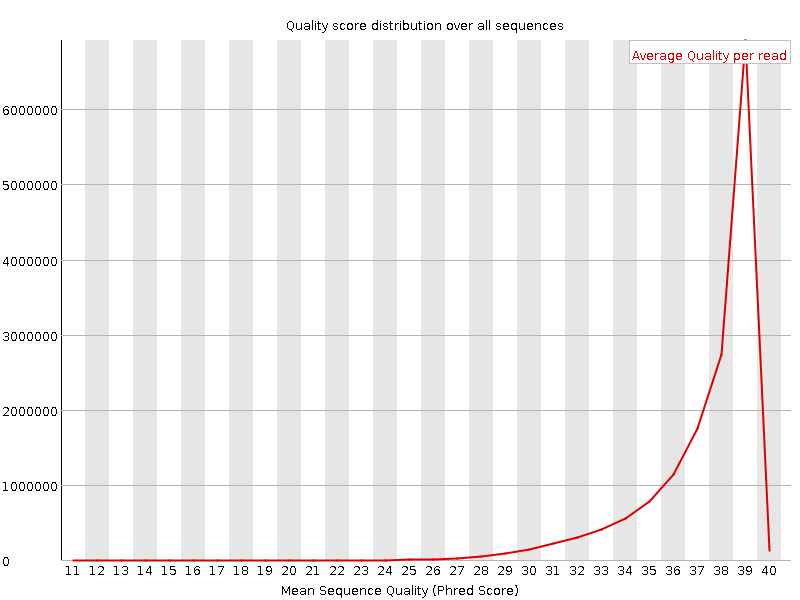 Quality score distribution over all sequences
Average Quality per read
6000000
5000000
4000000
3000000
2000000
1000000
0
11 12 13 14 15 16 17 18 19 20 21 22 23 24 25 26 27 28 29 30 31 32 33 34 35 36 37 38 39 40
Mean Sequence Quality (Phred Score)